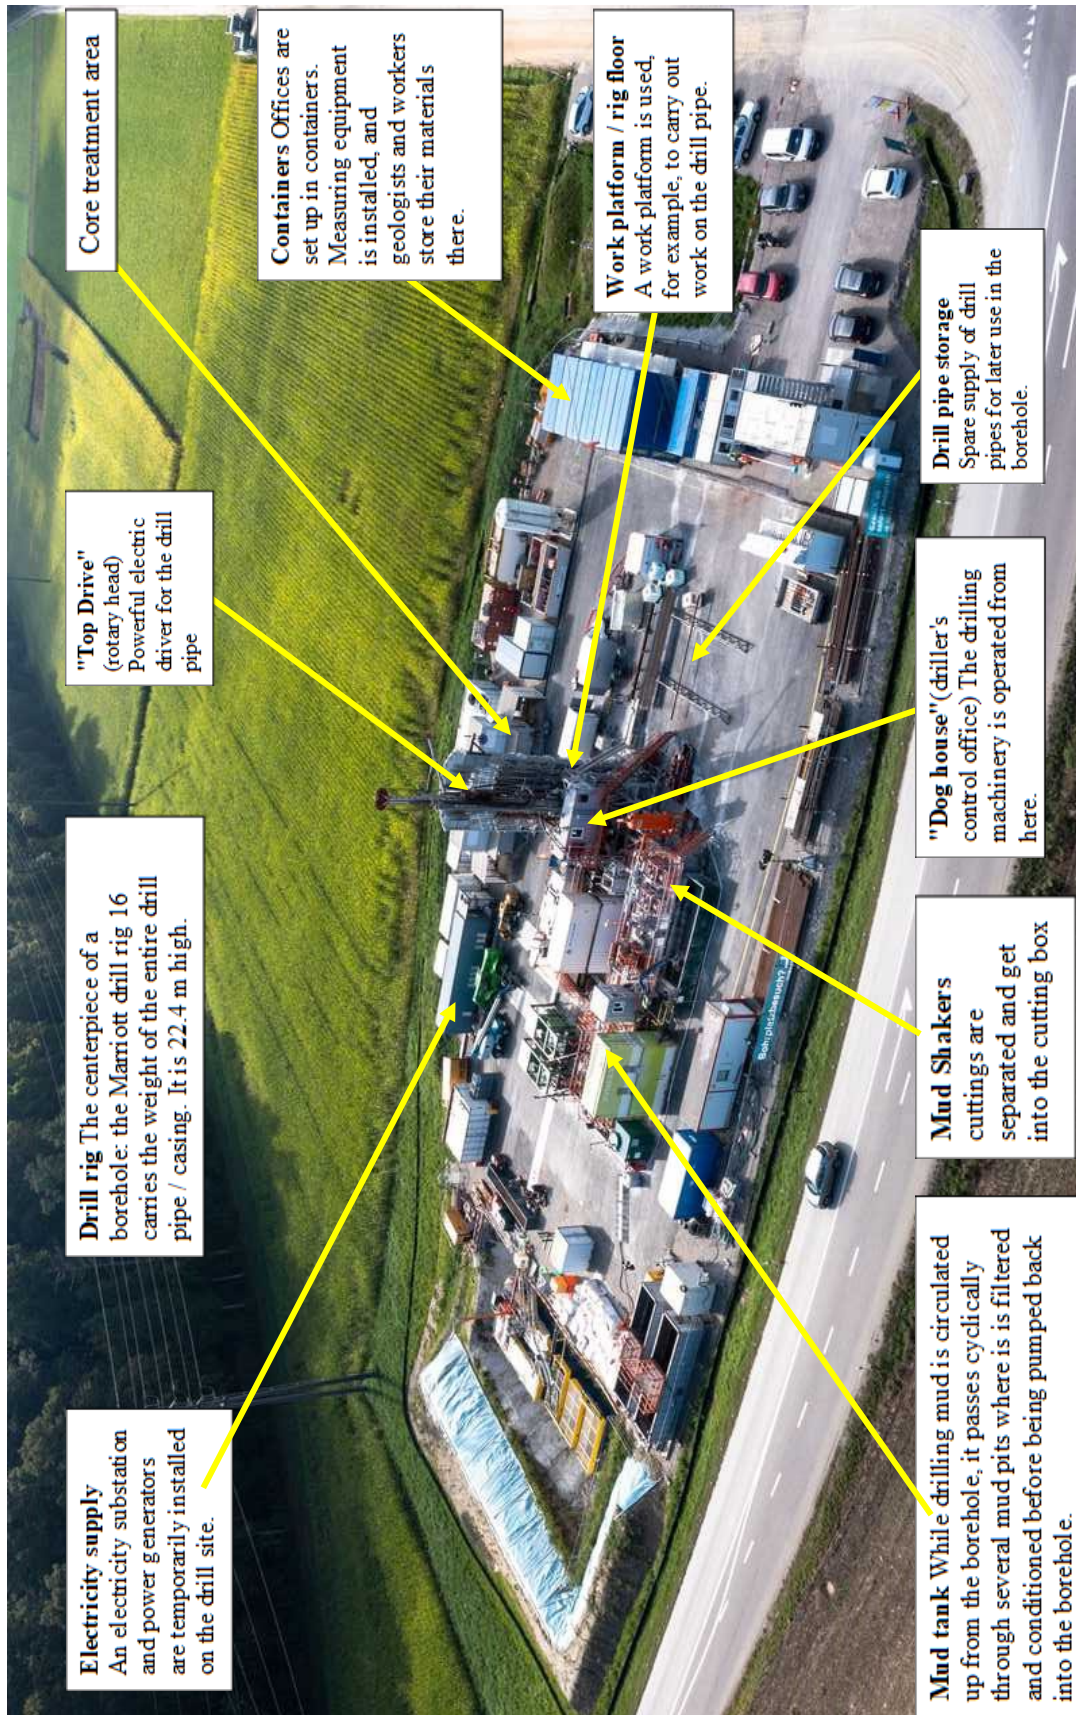 Electricity supply
An electricity substation
and power generators
are temporarily installed
on the drill site.
Drill rig The centerpiece of a
borehole: the Marriott drill rig 16
carries the weight of the entire drill
pipe / casing. It is 22.4 m high.
"Top Drive"
(rotary head)
Powerful electric
driver for the drill
pipe
Core treatment area
Containers Offices are
set up in containers.
Measuring equipment
is installed, and
geologists and workers
store their materials
there.
Work platform / rig floor
A work platform is used,
for example, to carry out
work on the drill pipe.
Bohrplatzbesuch?
Mud tank While drilling mud is circulated
up from the borehole, it passes cyclically
through several mud pits where is is filtered
and conditioned before being pumped back
into the borehole.
Mud Shakers
cuttings are
separated and get
into the cutting box
"Dog house"(driller's
control office) The drilling
machinery is operated from
here.
Drill pipe storage
Spare supply of drill
pipes for later use in the
borehole.